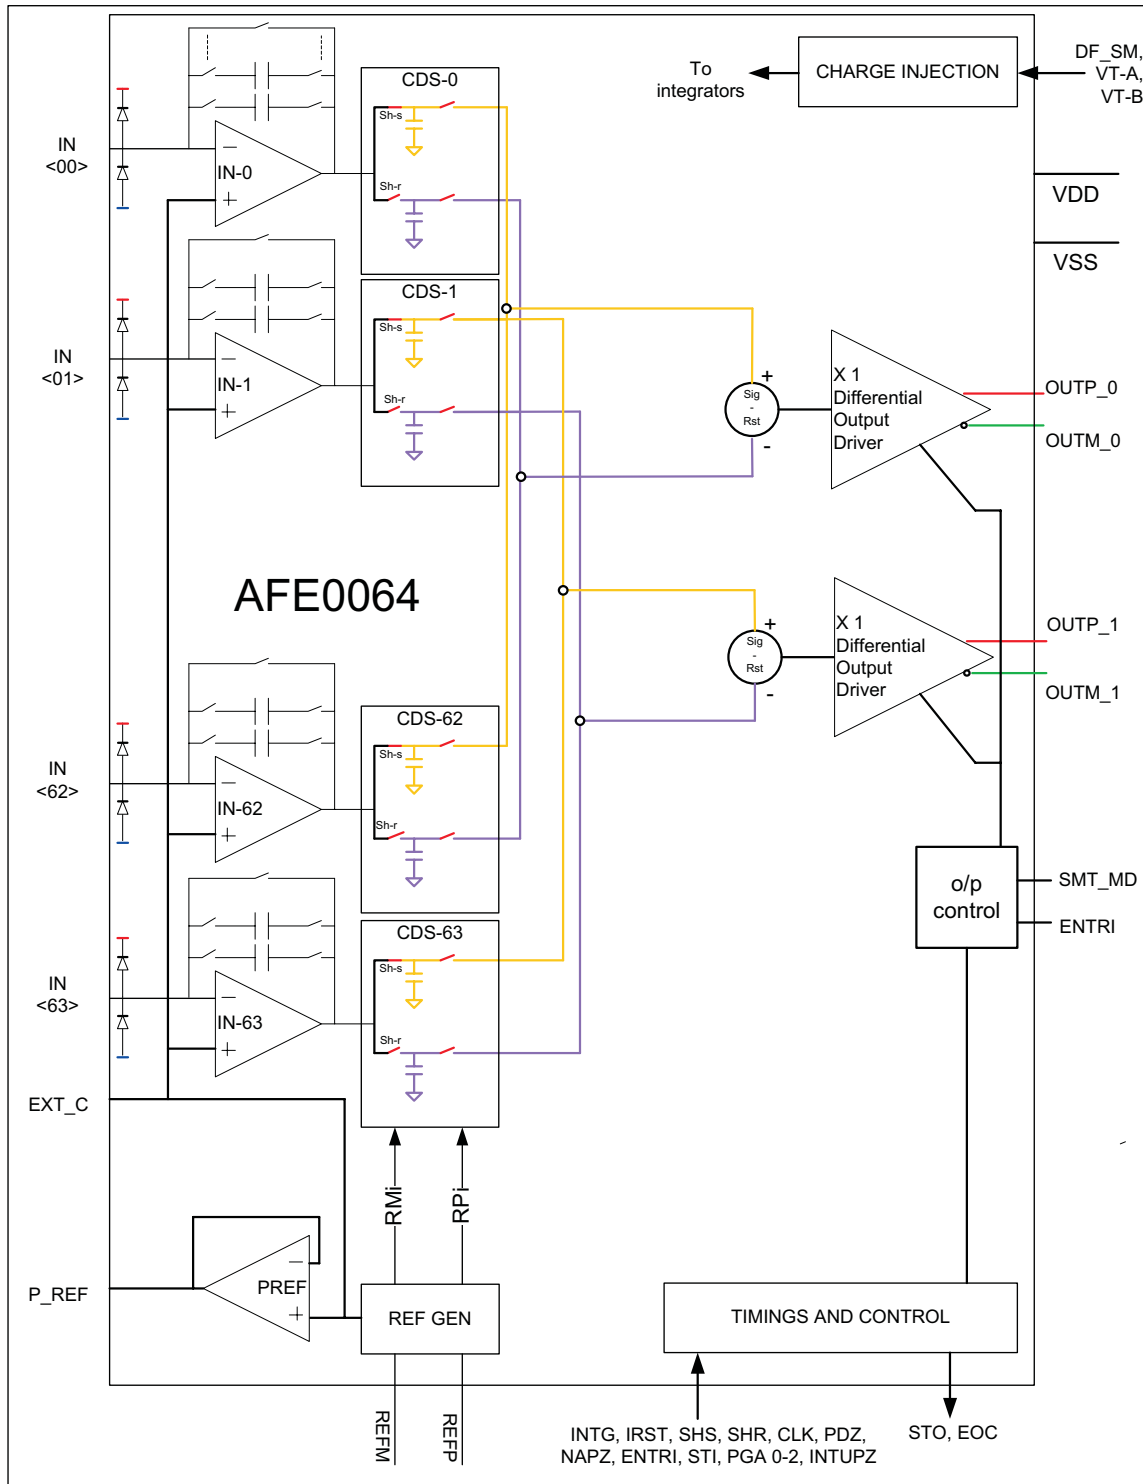 CDS-0
To
integrators
CHARGE INJECTION
DF_SM,
VT-A,
VT-B
Sh-s
IN
<00>
−
IN-0
+
Sh-r
VDD
VSS
CDS-1
Sh-s
IN
<01>
−
IN-1
+
Sh-r
+
Sig
-
Rst
-
X 1
Differential
Output
Driver
OUTP_0
OUTM_0
AFE0064
+
Sig
-
Rst
-
X 1
Differential
Output
Driver
OUTP_1
OUTM_1
CDS-62
Sh-s
IN
<62>
−
IN-62
+
Sh-r
o/p
control
SMT_MD
ENTRI
CDS-63
Sh-s
IN
<63>
−
IN-63
+
Sh-r
EXT_C
RMi
RPi
P_REF
−
PREF
+
REF GEN
TIMINGS AND CONTROL
REFM
REFP
INTG, IRST, SHS, SHR, CLK, PDZ,
NAPZ, ENTRI, STI, PGA 0-2, INTUPZ
STO, EOC